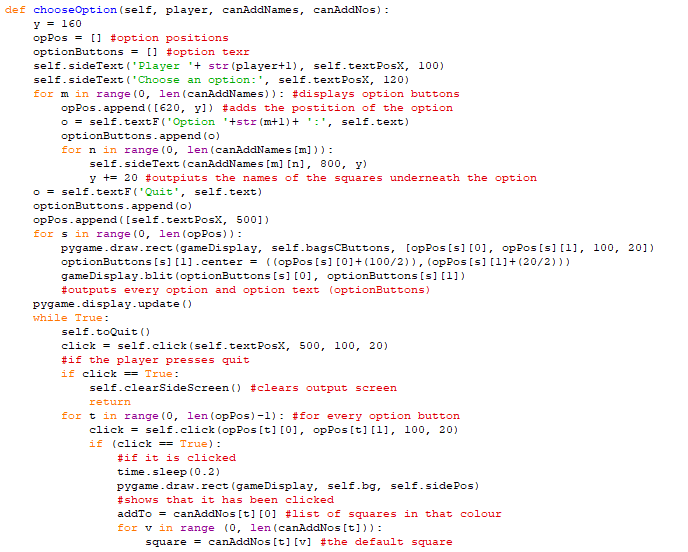 def chooseOption(self, player, canAddNames, canAddNos):
    y = 160
    opPos = [] #option positions
    optionButtons = [] #option texr
    self.sideText('Player '+ str(player+1), self.textPosX, 100)
    self.sideText('Choose an option:', self.textPosX, 120)
    for m in range(0, len(canAddNames)): #displays option buttons
        opPos.append([620, y]) #adds the postition of the option
        o = self.textF('Option '+str(m+1)+ ':', self.text)
        optionButtons.append(o)
        for n in range(0, len(canAddNames[m])):
            self.sideText(canAddNames[m][n], 800, y)
            y += 20 #outpiuts the names of the squares underneath the option
    o = self.textF('Quit', self.text)
    optionButtons.append(o)
    opPos.append([self.textPosX, 500])
    for s in range(0, len(opPos)):
        pygame.draw.rect(gameDisplay, self.bagsCButtons, [opPos[s][0], opPos[s][1], 100, 20])
        optionButtons[s][1].center = ((opPos[s][0]+(100/2)),(opPos[s][1]+(20/2)))
        gameDisplay.blit(optionButtons[s][0], optionButtons[s][1])
        #outputs every option and option text (optionButtons)
    pygame.display.update()
    while True:
        self.toQuit()
        click = self.click(self.textPosX, 500, 100, 20)
        #if the player presses quit
        if click == True:
            self.clearSideScreen() #clears output screen
            return
        for t in range(0, len(opPos)-1): #for every option button
            click = self.click(opPos[t][0], opPos[t][1], 100, 20)
            if (click == True):
                #if it is clicked
                time.sleep(0.2)
                pygame.draw.rect(gameDisplay, self.bg, self.sidePos)
                #shows that it has been clicked
                addTo = canAddNos[t][0] #list of squares in that colour
                for v in range (0, len(canAddNos[t])):
                    square = canAddNos[t][v] #the default square